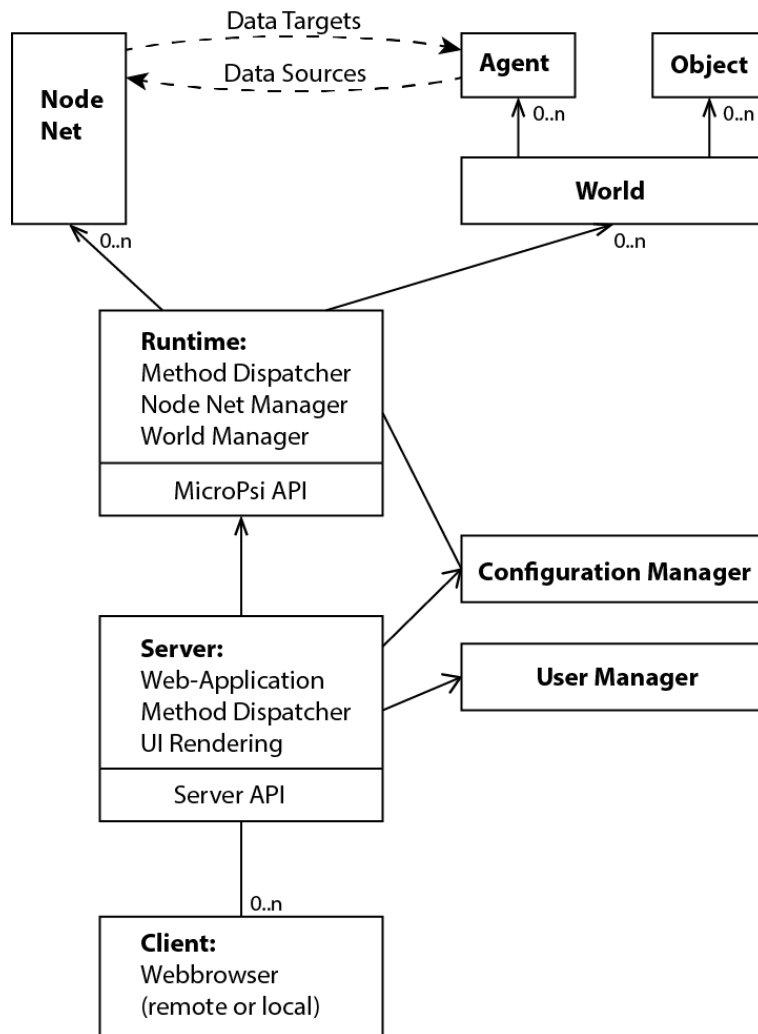 Data Targets
Data Sources
Node
Net
Agent
Object
0..n
0..n
World
0..n
0..n
Runtime:
Method Dispatcher
Node Net Manager
World Manager
MicroPsi API
Configuration Manager
Server:
Web-Application
Method Dispatcher
UI Rendering
User Manager
Server API
0..n
Client:
Webbrowser
(remote or local)